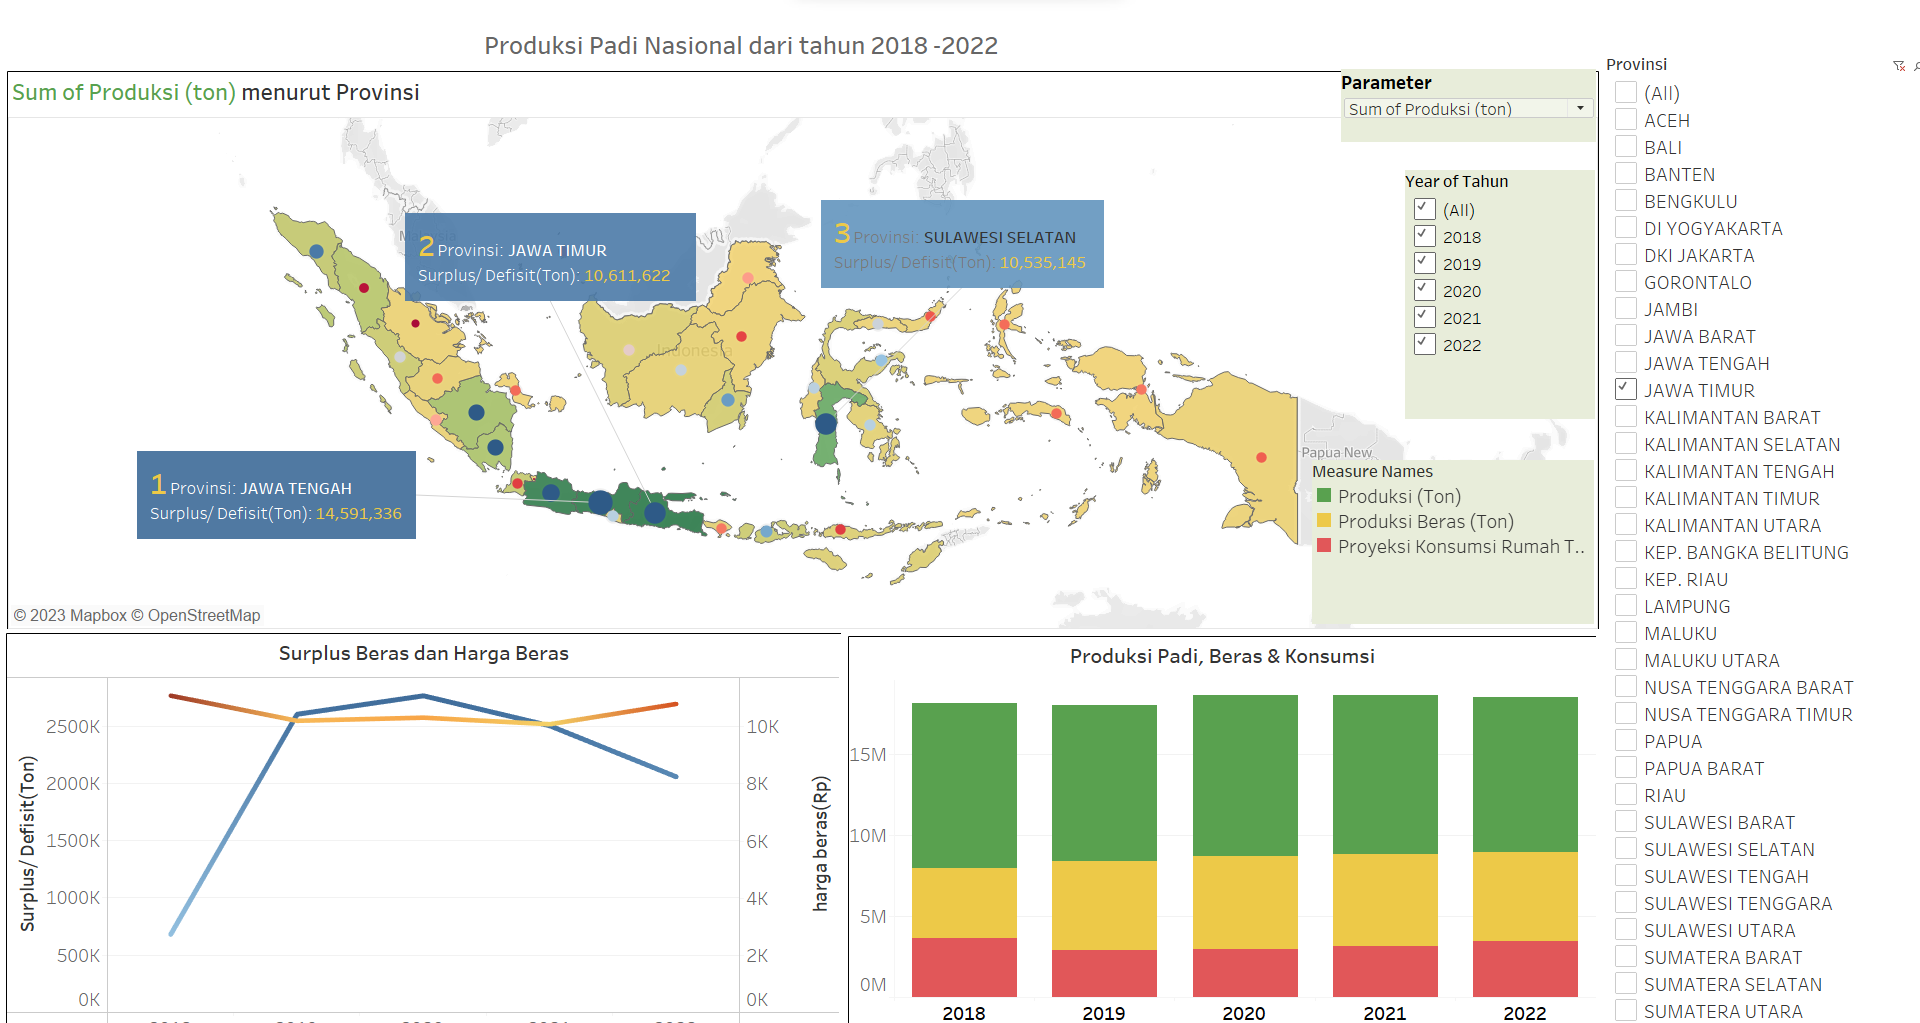 Produksi Padi Nasional dari tahun 2018 -2022
Sum of Produksi (ton) menurut Provinsi
Parameter
Sum of Produksi (ton)
Year of Tahun
(All)
2018
2019
2020
2021
2022
2 Provinsi: JAWA TIMUR
Surplus/ Defisit(Ton): 10,611,622
3 Provinsi: SULAWESI SELATAN
Surplus/ Defisit(Ton): 10,535,145
1 Provinsi: JAWA TENGAH
Surplus/ Defisit(Ton): 14,591,336
Indonesia
Papua New
Measure Names
Produksi (Ton)
Produksi Beras (Ton)
Proyeksi Konsumsi Rumah T..
© 2023 Mapbox © OpenStreetMap
Surplus Beras dan Harga Beras
Surplus/ Defisit(Ton)
2500K
2000K
1500K
1000K
500K
0K
10K
8K
6K
4K
2K
0K
harga beras(Rp)
Produksi Padi, Beras & Konsumsi
15M
10M
5M
0M
2018
2019
2020
2021
2022
Provinsi
(All)
ACEH
BALI
BANTEN
BENGKULU
DI YOGYAKARTA
DKI JAKARTA
GORONTALO
JAMBI
JAWA BARAT
JAWA TENGAH
JAWA TIMUR
KALIMANTAN BARAT
KALIMANTAN SELATAN
KALIMANTAN TENGAH
KALIMANTAN TIMUR
KALIMANTAN UTARA
KEP. BANGKA BELITUNG
KEP. RIAU
LAMPUNG
MALUKU
MALUKU UTARA
NUSA TENGGARA BARAT
NUSA TENGGARA TIMUR
PAPUA
PAPUA BARAT
RIAU
SULAWESI BARAT
SULAWESI SELATAN
SULAWESI TENGAH
SULAWESI TENGGARA
SULAWESI UTARA
SUMATERA BARAT
SUMATERA SELATAN
SUMATERA UTARA